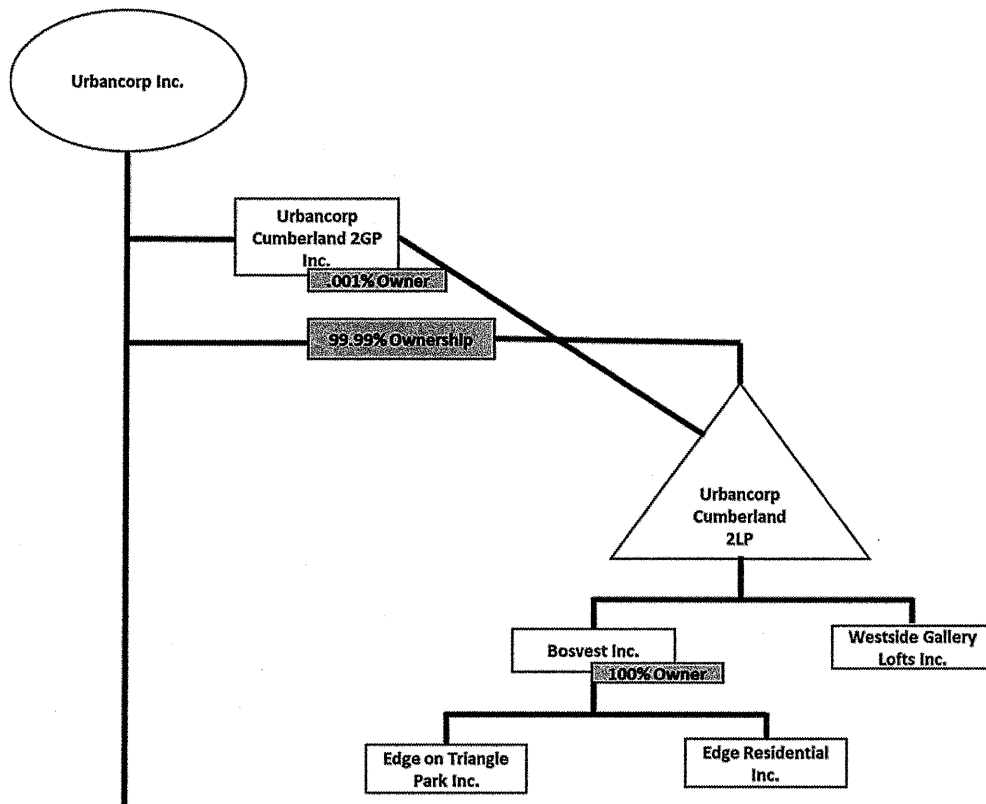 Urbancorp Inc.
Urbancorp
Cumberland 2GP
Inc.
.001% Owner
99.99% Ownership
Urbancorp
Cumberland
2LP
Bosvest Inc.
100% Owner
Westside Gallery
Lofts Inc.
Edge on Triangle
Park Inc.
Edge Residential
Inc.